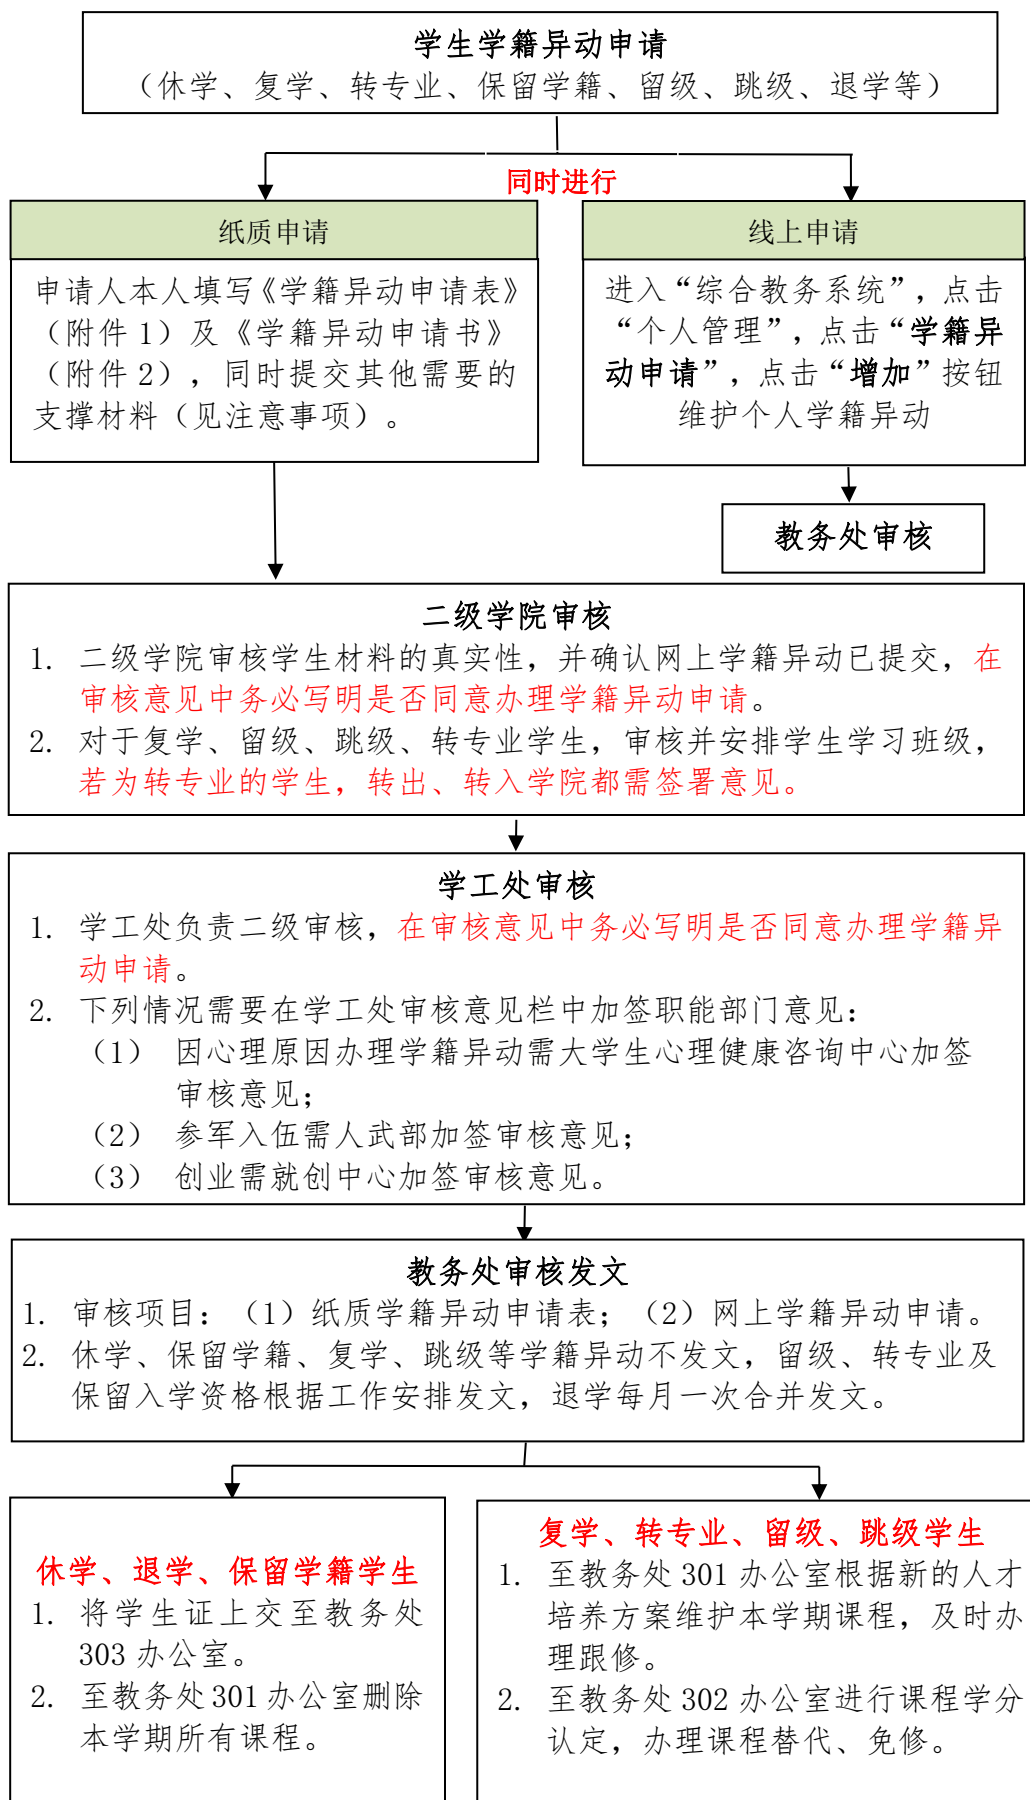 学生学籍异动申请
（休学、复学、转专业、保留学籍、留级、跳级、退学等）
同时进行
纸质申请
申请人本人填写《学籍异动申请表》
（附件 1）及《学籍异动申请书》
（附件 2），同时提交其他需要的
支撑材料（见注意事项）。
线上申请
进入“综合教务系统”，点击
“个人管理”，点击“学籍异
动申请”，点击“增加”按钮
维护个人学籍异动
教务处审核
二级学院审核
1. 二级学院审核学生材料的真实性，并确认网上学籍异动已提交，在
审核意见中务必写明是否同意办理学籍异动申请。
2. 对于复学、留级、跳级、转专业学生，审核并安排学生学习班级，
若为转专业的学生，转出、转入学院都需签署意见。
学工处审核
1. 学工处负责二级审核，在审核意见中务必写明是否同意办理学籍异
动申请。
2. 下列情况需要在学工处审核意见栏中加签职能部门意见：
（1） 因心理原因办理学籍异动需大学生心理健康咨询中心加签
审核意见；
（2） 参军入伍需人武部加签审核意见；
（3） 创业需就创中心加签审核意见。
教务处审核发文
1. 审核项目：（1）纸质学籍异动申请表；（2）网上学籍异动申请。
2. 休学、保留学籍、复学、跳级等学籍异动不发文，留级、转专业及
保留入学资格根据工作安排发文，退学每月一次合并发文。
休学、退学、保留学籍学生
1. 将学生证上交至教务处
303 办公室。
2. 至教务处 301 办公室删除
本学期所有课程。
复学、转专业、留级、跳级学生
1. 至教务处 301 办公室根据新的人才
培养方案维护本学期课程，及时办
理跟修。
2. 至教务处 302 办公室进行课程学分
认定，办理课程替代、免修。